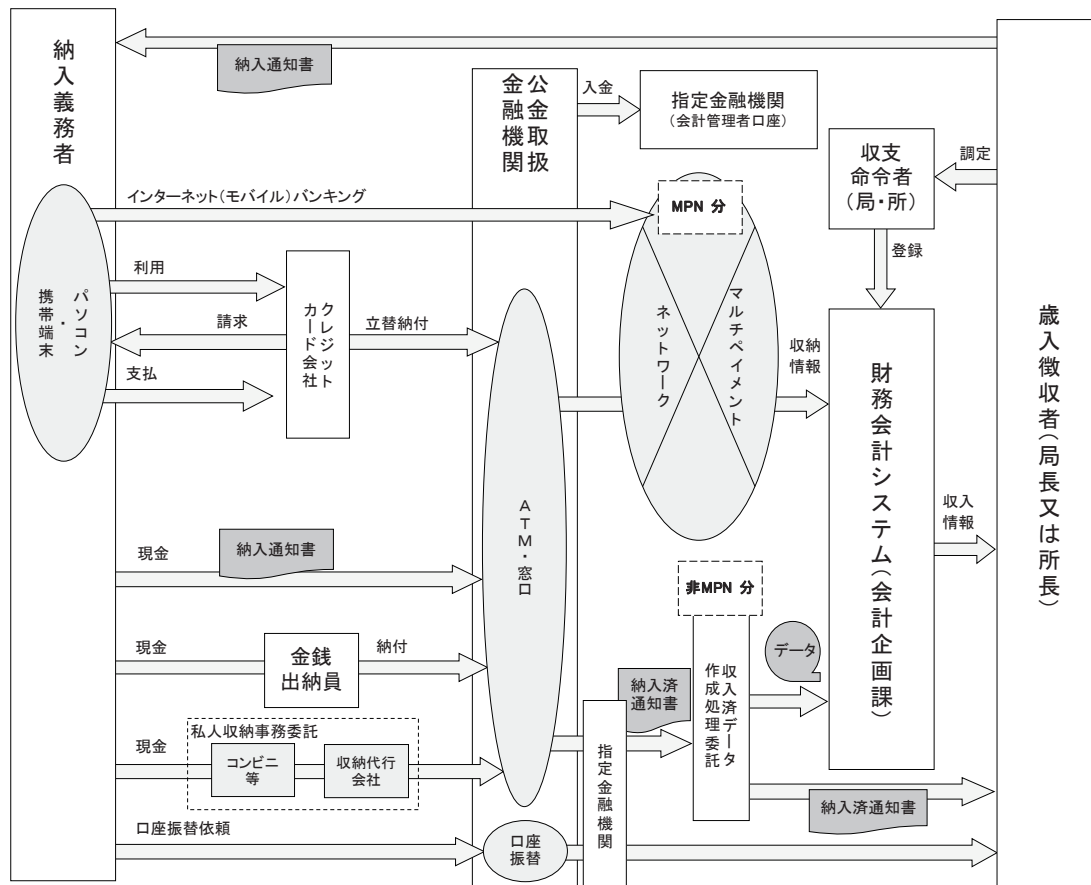 納入義務者
納入通知書
公金取扱
金融機関
入金
指定金融機関
(会計管理者口座)
収支
命令者
(局・所)
調定
登録
インターネット(モバイル)バンキング
MPN 分
パソコン
・
携帯端末
利用
請求
支払
クレジット
カード会社
立替納付
マルチペイメント
ネットワーク
収納
情報
財務会計システム(会計企画課)
歳入徴収者(局長又は所長)
収入
情報
ATM・窓口
現金
納入通知書
現金
金銭
出納員
納付
私人収納事務委託
現金
コンビニ
等
収納代行
会社
口座振替依頼
口座
振替
指定金融機関
納入済
通知書
非MPN 分
収入済データ
作成処理委託
データ
納入済通知書